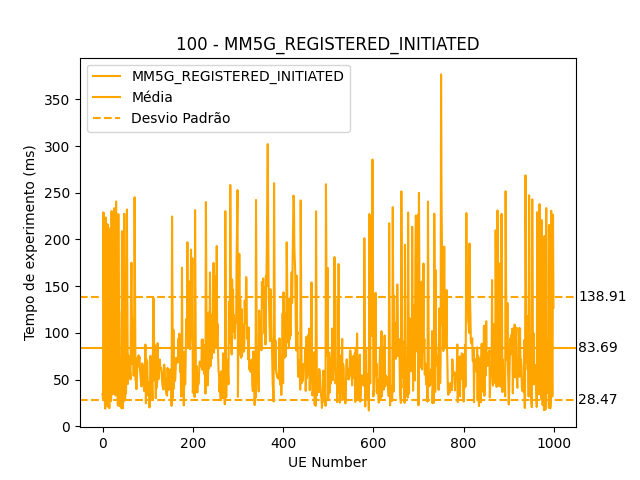 100 - MM5G_REGISTERED_INITIATED
MM5G_REGISTERED_INITIATED
Média
Desvio Padrão
Tempo de experimento (ms)
350
300
250
200
150
100
50
0
138.91
83.69
28.47
0 200 400 600 800 1000
UE Number